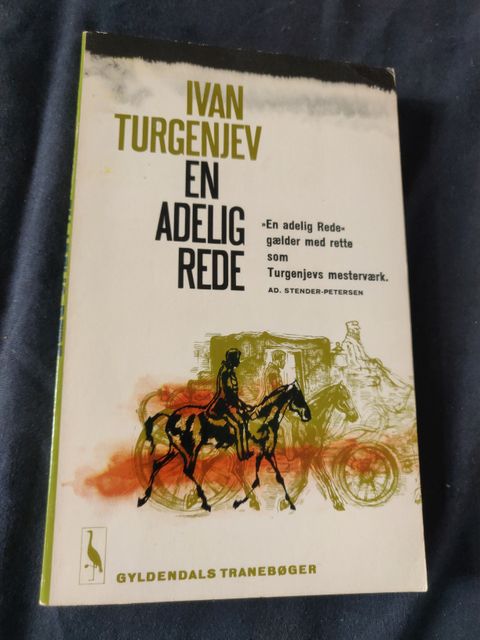 IVAN
TURGENJEV
EN
ADELIG
REDE
»En adelig Rede«
gælder med rette
som
Turgenjevs mesterværk.
AD. STENDER-PETERSEN
GYLDENDALS TRANEBØGER